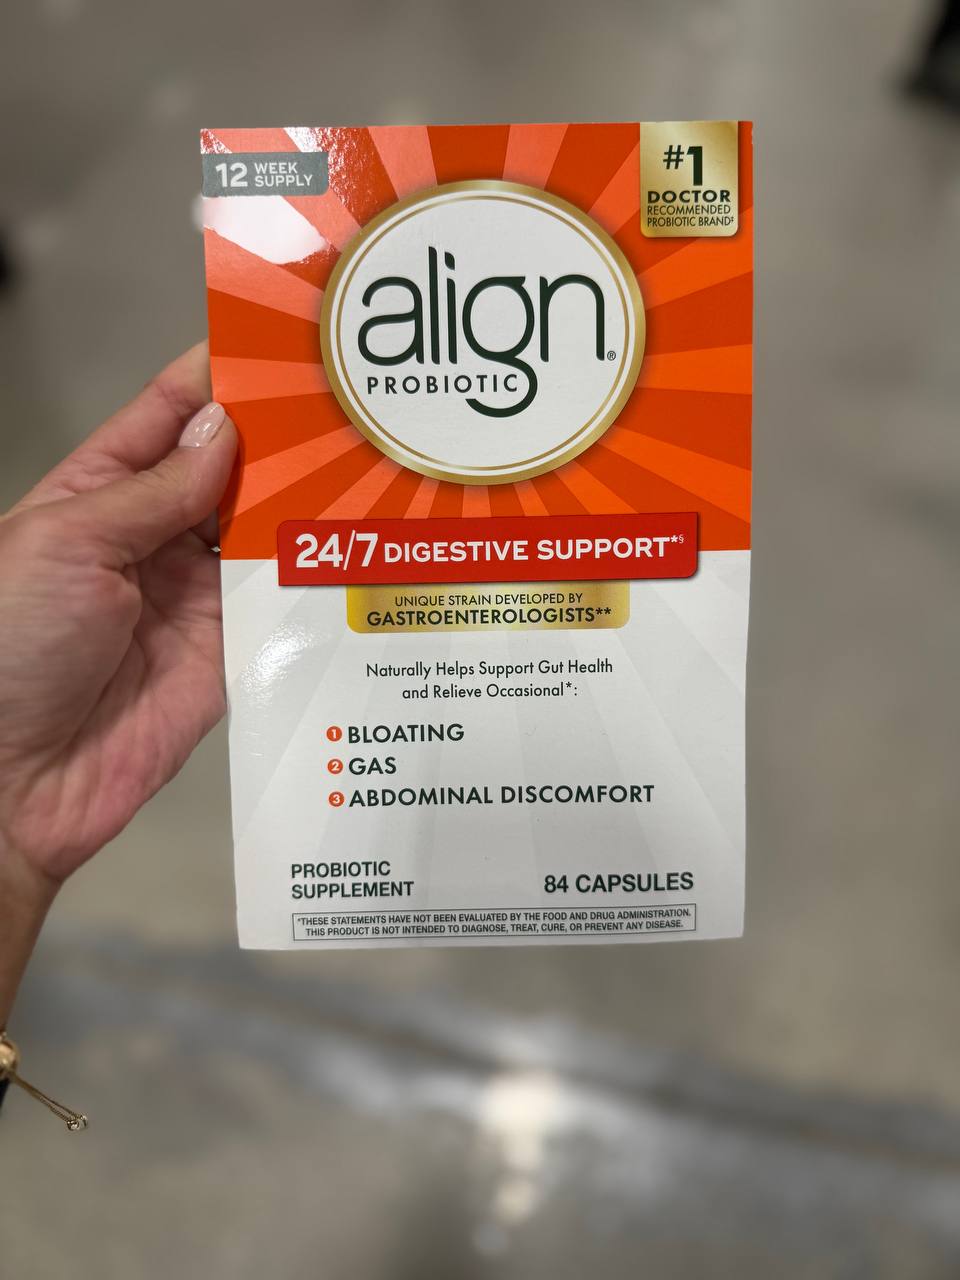 12 WEEK
SUPPLY
#1
DOCTOR
RECOMMENDED
PROBIOTIC BRAND‡
align®
PROBIOTIC
24/7 DIGESTIVE SUPPORT*§
UNIQUE STRAIN DEVELOPED BY
GASTROENTEROLOGISTS**
Naturally Helps Support Gut Health
and Relieve Occasional*:
1 BLOATING
2 GAS
3 ABDOMINAL DISCOMFORT
PROBIOTIC
SUPPLEMENT
84 CAPSULES
*THESE STATEMENTS HAVE NOT BEEN EVALUATED BY THE FOOD AND DRUG ADMINISTRATION.
THIS PRODUCT IS NOT INTENDED TO DIAGNOSE, TREAT, CURE, OR PREVENT ANY DISEASE.